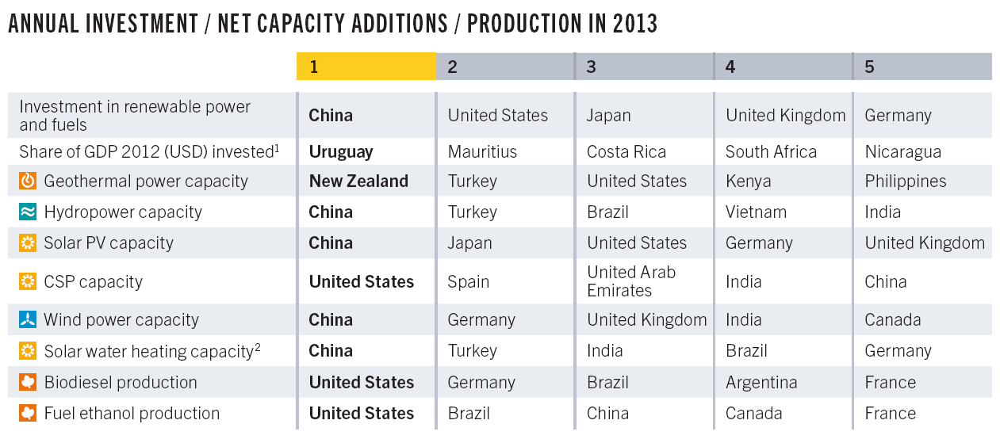 ANNUAL INVESTMENT / NET CAPACITY ADDITIONS / PRODUCTION IN 2013
1 2 3 4 5
Investment in renewable power
and fuels China United States Japan United Kingdom Germany
Share of GDP 2012 (USD) invested¹ Uruguay Mauritius Costa Rica South Africa Nicaragua
Geothermal power capacity New Zealand Turkey United States Kenya Philippines
Hydropower capacity China Turkey Brazil Vietnam India
Solar PV capacity China Japan United States Germany United Kingdom
CSP capacity United States Spain United Arab
Emirates India China
Wind power capacity China Germany United Kingdom India Canada
Solar water heating capacity² China Turkey India Brazil Germany
Biodiesel production United States Germany Brazil Argentina France
Fuel ethanol production United States Brazil China Canada France